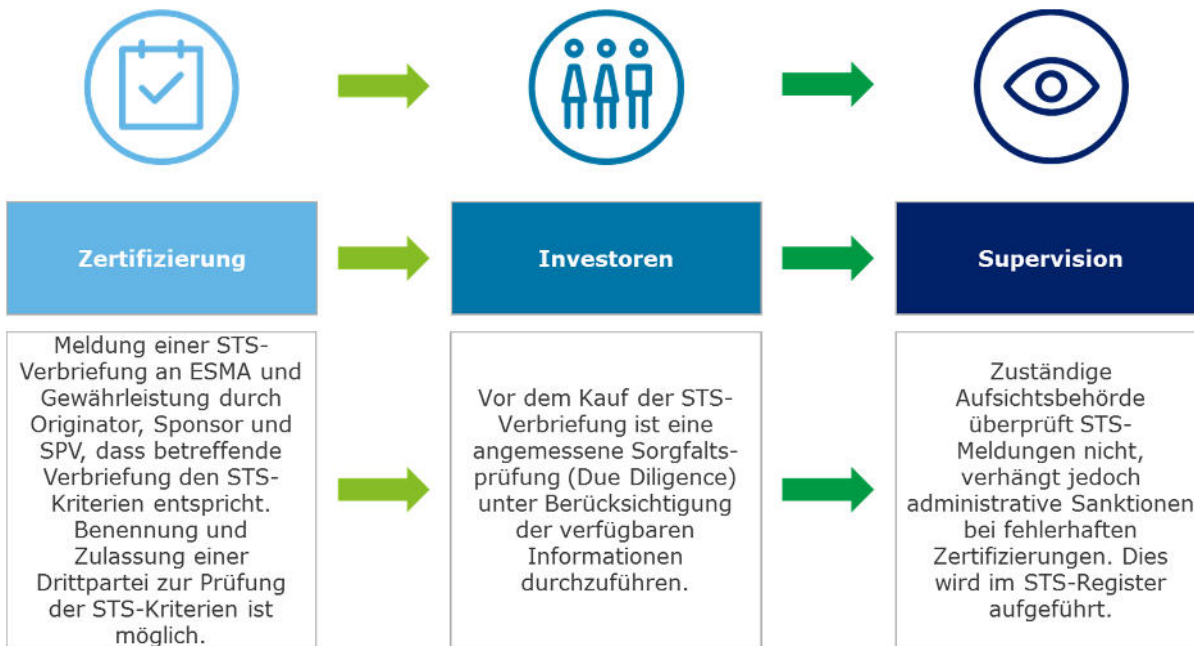 Zertifizierung
Investoren
Supervision
Meldung einer STS-
Verbriefung an ESMA und
Gewährleistung durch
Originator, Sponsor und
SPV, dass betreffende
Verbriefung den STS-
Kriterien entspricht.
Benennung und
Zulassung einer
Drittpartei zur Prüfung
der STS-Kriterien ist
möglich.
Vor dem Kauf der STS-
Verbriefung ist eine
angemessene Sorgfalts-
prüfung (Due Diligence)
unter Berücksichtigung
der verfügbaren
Informationen
durchzuführen.
Zuständige
Aufsichtsbehörde
überprüft STS-
Meldungen nicht,
verhängt jedoch
administrative Sanktionen
bei fehlerhaften
Zertifizierungen. Dies
wird im STS-Register
aufgeführt.